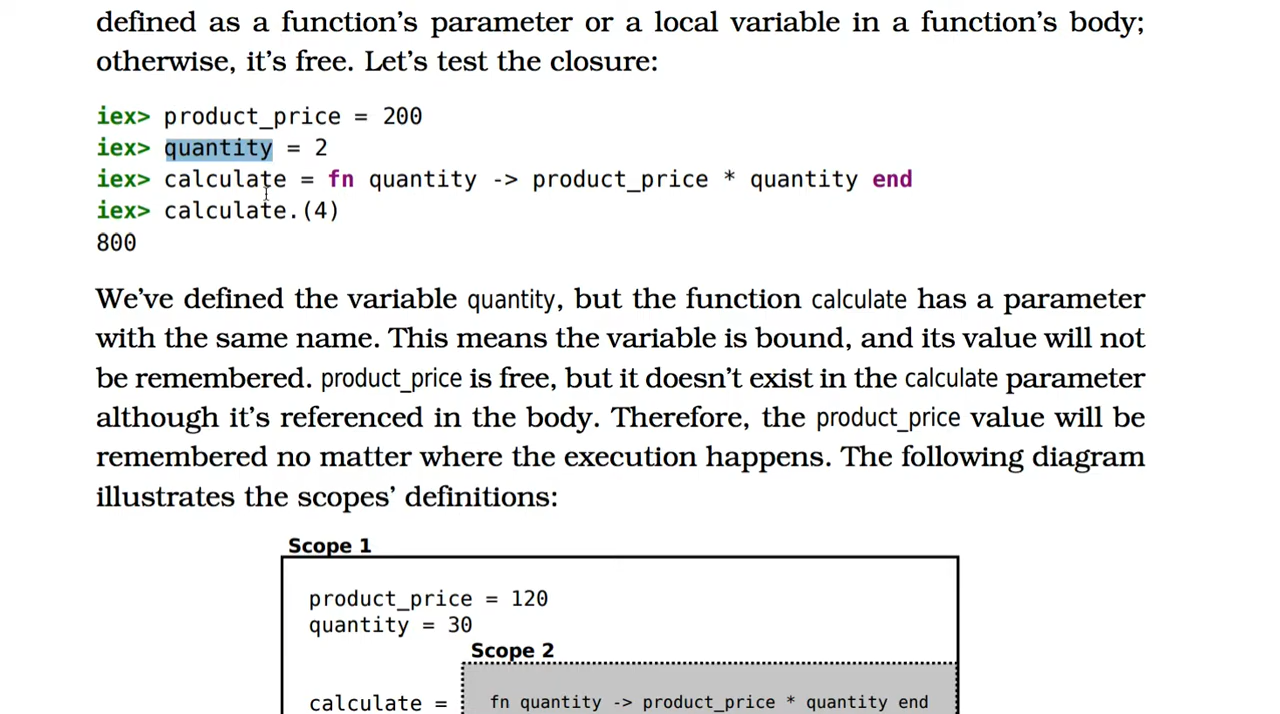 defined as a function's parameter or a local variable in a function's body;
otherwise, it's free. Let's test the closure:
iex> product_price = 200
iex> quantity = 2
iex> calculate = fn quantity -> product_price * quantity end
iex> calculate.(4)
800
We've defined the variable quantity, but the function calculate has a parameter
with the same name. This means the variable is bound, and its value will not
be remembered. product_price is free, but it doesn't exist in the calculate parameter
although it's referenced in the body. Therefore, the product_price value will be
remembered no matter where the execution happens. The following diagram
illustrates the scopes' definitions:
Scope 1
product_price = 120
quantity = 30
Scope 2
calculate = fn quantity -> product_price * quantity end